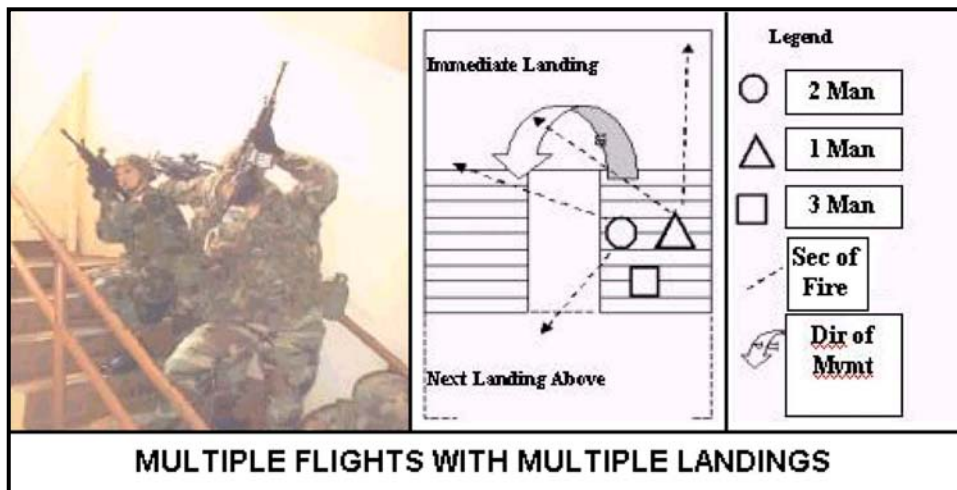 Immediate Landing
Next Landing Above
Legend
2 Man
1 Man
3 Man
Sec of
Fire
Dir of
Mvmt
MULTIPLE FLIGHTS WITH MULTIPLE LANDINGS